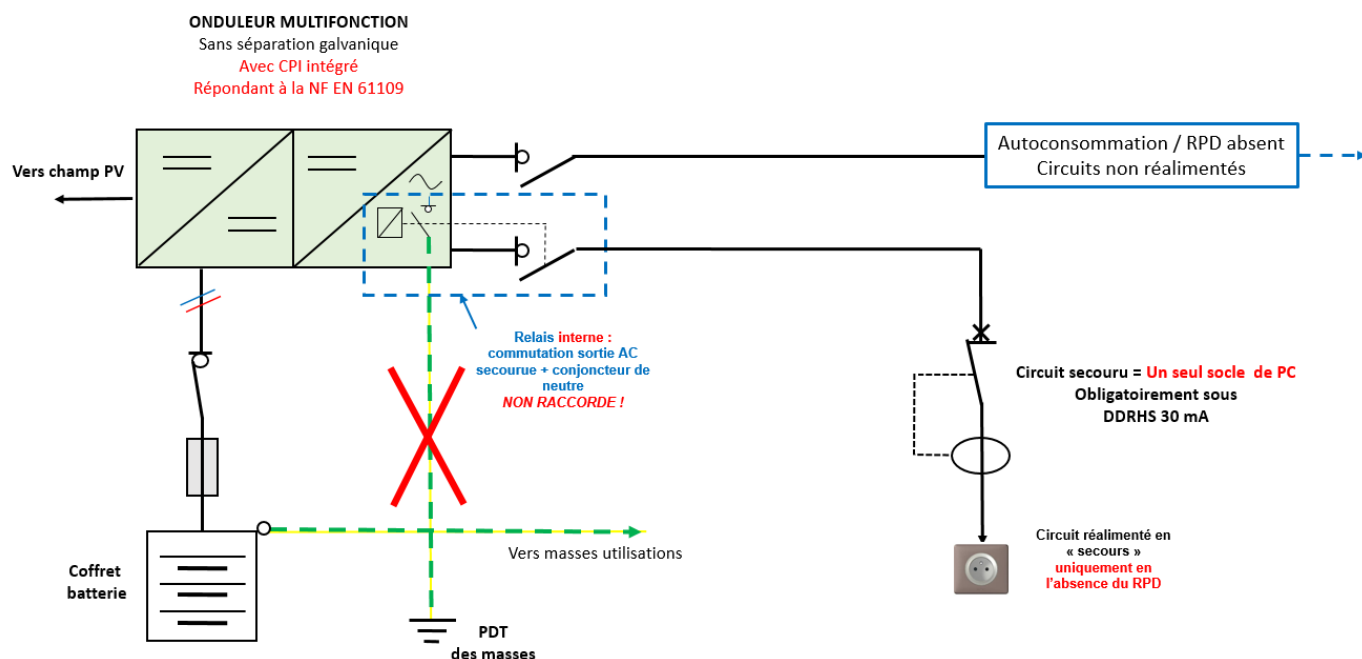 ONDULEUR MULTIFONCTION
Sans séparation galvanique
Avec CPI intégré
Répondant à la NF EN 61109
Vers champ PV
Autoconsommation / RPD absent
Circuits non réalimentés
Relais interne :
commutation sortie AC
secourue + conjoncteur de
neutre
NON RACCORDE !
Circuit secouru = Un seul socle de PC
Obligatoirement sous
DDRHS 30 mA
Vers masses utilisations
Circuit réalimenté en
« secours »
uniquement en
l'absence du RPD
Coffret
batterie
PDT
des masses